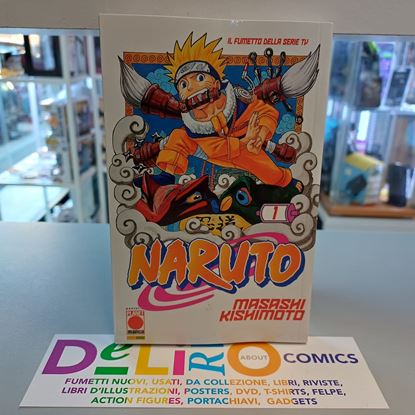 IL FUMETTO DELLA SERIE TV
1
NARUTO
MASASHI
KISHIMOTO
PLANET
MANGA
DeLiRiO ABOUT COMICS
FUMETTI NUOVI, USATI, DA COLLEZIONE, LIBRI, RIVISTE,
LIBRI D'ILLUSTRAZIONI, POSTERS, DVD, T-SHIRTS, FELPE,
ACTION FIGURES, PORTACHIAVI, GADGETS